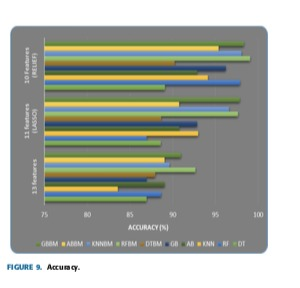 10 Features
(RELIEF)
11 features
(LASSO)
13 features
75 80 85 90 95 100
ACCURACY(%)
GBBM ABBM KNNBM RFBM DTBM GB AB KNN RF DT
FIGURE 9. Accuracy.